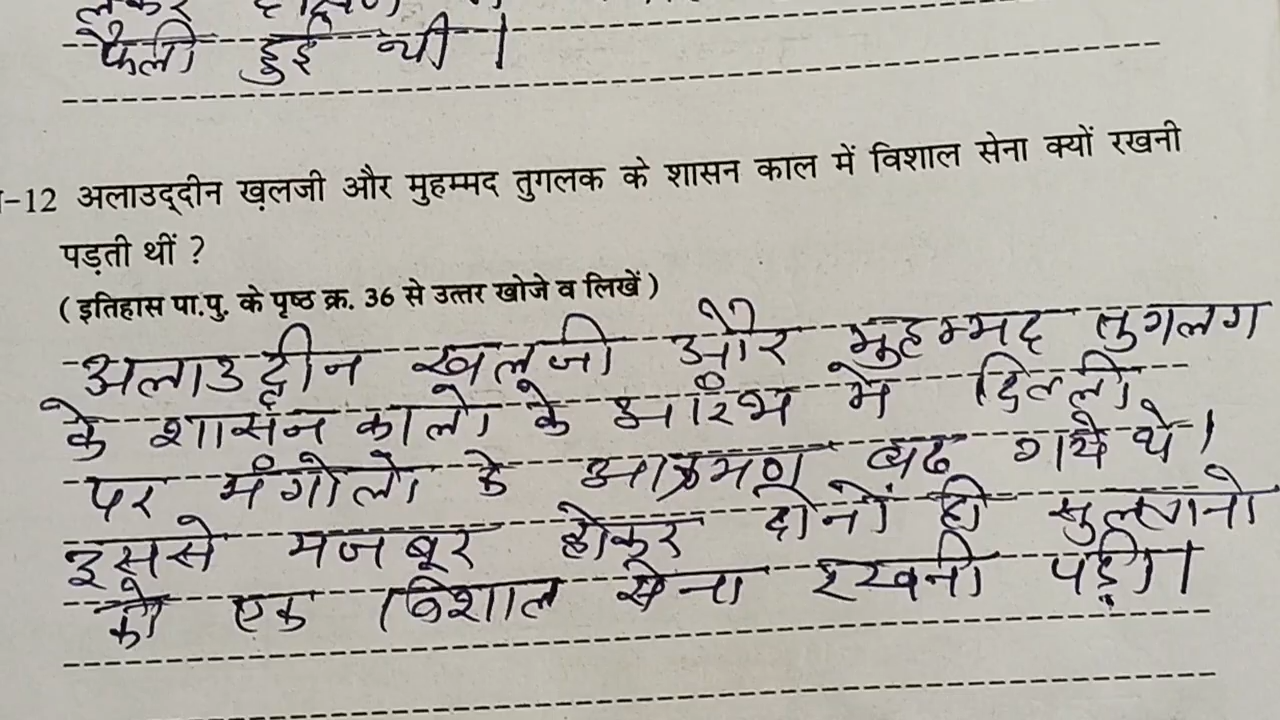 फैली हुई थी।
-12 अलाउद्दीन ख़लजी और मुहम्मद तुगलक के शासन काल में विशाल सेना क्यों रखनी
पड़ती थीं ?
( इतिहास पा.पु. के पृष्ठ क्र. 36 से उत्तर खोजे व लिखें )
अलाउद्दीन खलजी और मुहम्मद तुगलग
के शासन कालो के आरंभ मे दिल्ली
पर मंगोलो के आक्रमण बढ गये थे।
इससे मजबूर होकर दोनों ही सुल्तानो
को एक विशाल सेना रखनी पड़ी।